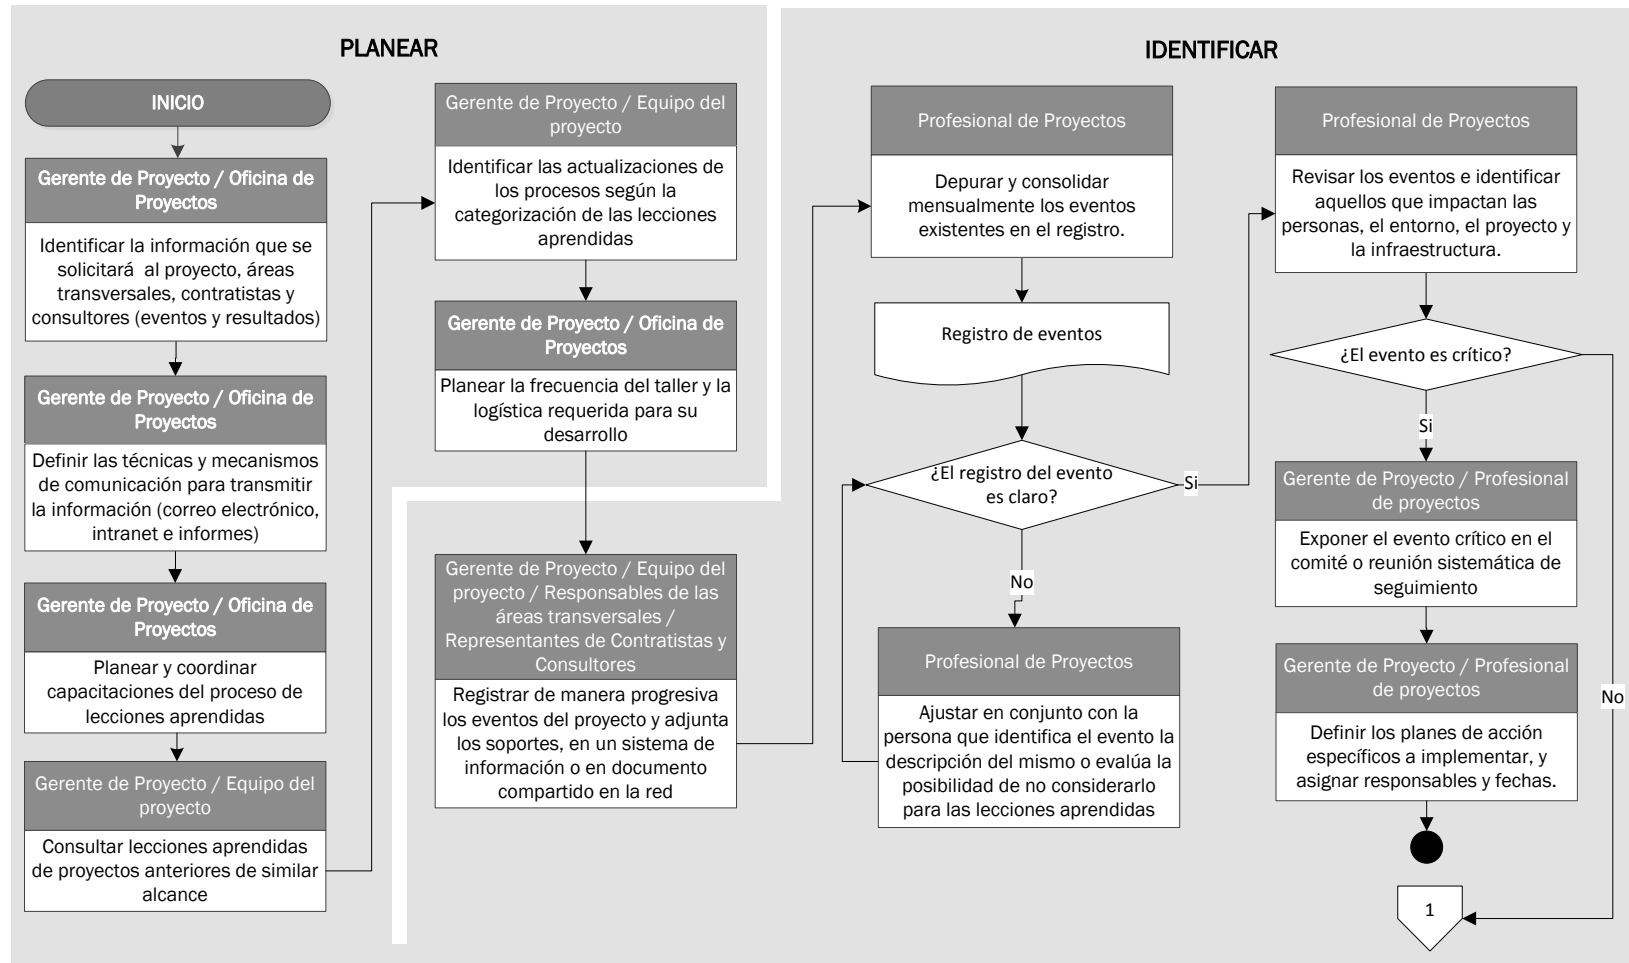 PLANEAR
INICIO
Gerente de Proyecto / Oficina de
Proyectos
Identificar la información que se
solicitará  al proyecto, áreas
transversales, contratistas y
consultores (eventos y resultados)
Gerente de Proyecto / Oficina de
Proyectos
Definir las técnicas y mecanismos
de comunicación para transmitir
la información (correo electrónico,
intranet e informes)
Gerente de Proyecto / Oficina de
Proyectos
Planear y coordinar
capacitaciones del proceso de
lecciones aprendidas
Gerente de Proyecto / Equipo del
proyecto
Consultar lecciones aprendidas
de proyectos anteriores de similar
alcance
Gerente de Proyecto / Equipo del
proyecto
Identificar las actualizaciones de
los procesos según la
categorización de las lecciones
aprendidas
Gerente de Proyecto / Oficina de
Proyectos
Planear la frecuencia del taller y la
logística requerida para su
desarrollo
IDENTIFICAR
Gerente de Proyecto / Equipo del
proyecto / Responsables de las
áreas transversales /
Representantes de Contratistas y
Consultores
Registrar de manera progresiva
los eventos del proyecto y adjunta
los soportes, en un sistema de
información o en documento
compartido en la red
Profesional de Proyectos
Depurar y consolidar
mensualmente los eventos
existentes en el registro.
Registro de eventos
¿El registro del evento
es claro?
Si
No
Profesional de Proyectos
Ajustar en conjunto con la
persona que identifica el evento la
descripción del mismo o evalúa la
posibilidad de no considerarlo
para las lecciones aprendidas
Profesional de Proyectos
Revisar los eventos e identificar
aquellos que impactan las
personas, el entorno, el proyecto y
la infraestructura.
¿El evento es crítico?
Si
Gerente de Proyecto / Profesional
de proyectos
Exponer el evento crítico en el
comité o reunión sistemática de
seguimiento
Gerente de Proyecto / Profesional
de proyectos
Definir los planes de acción
específicos a implementar, y
asignar responsables y fechas.
No
1